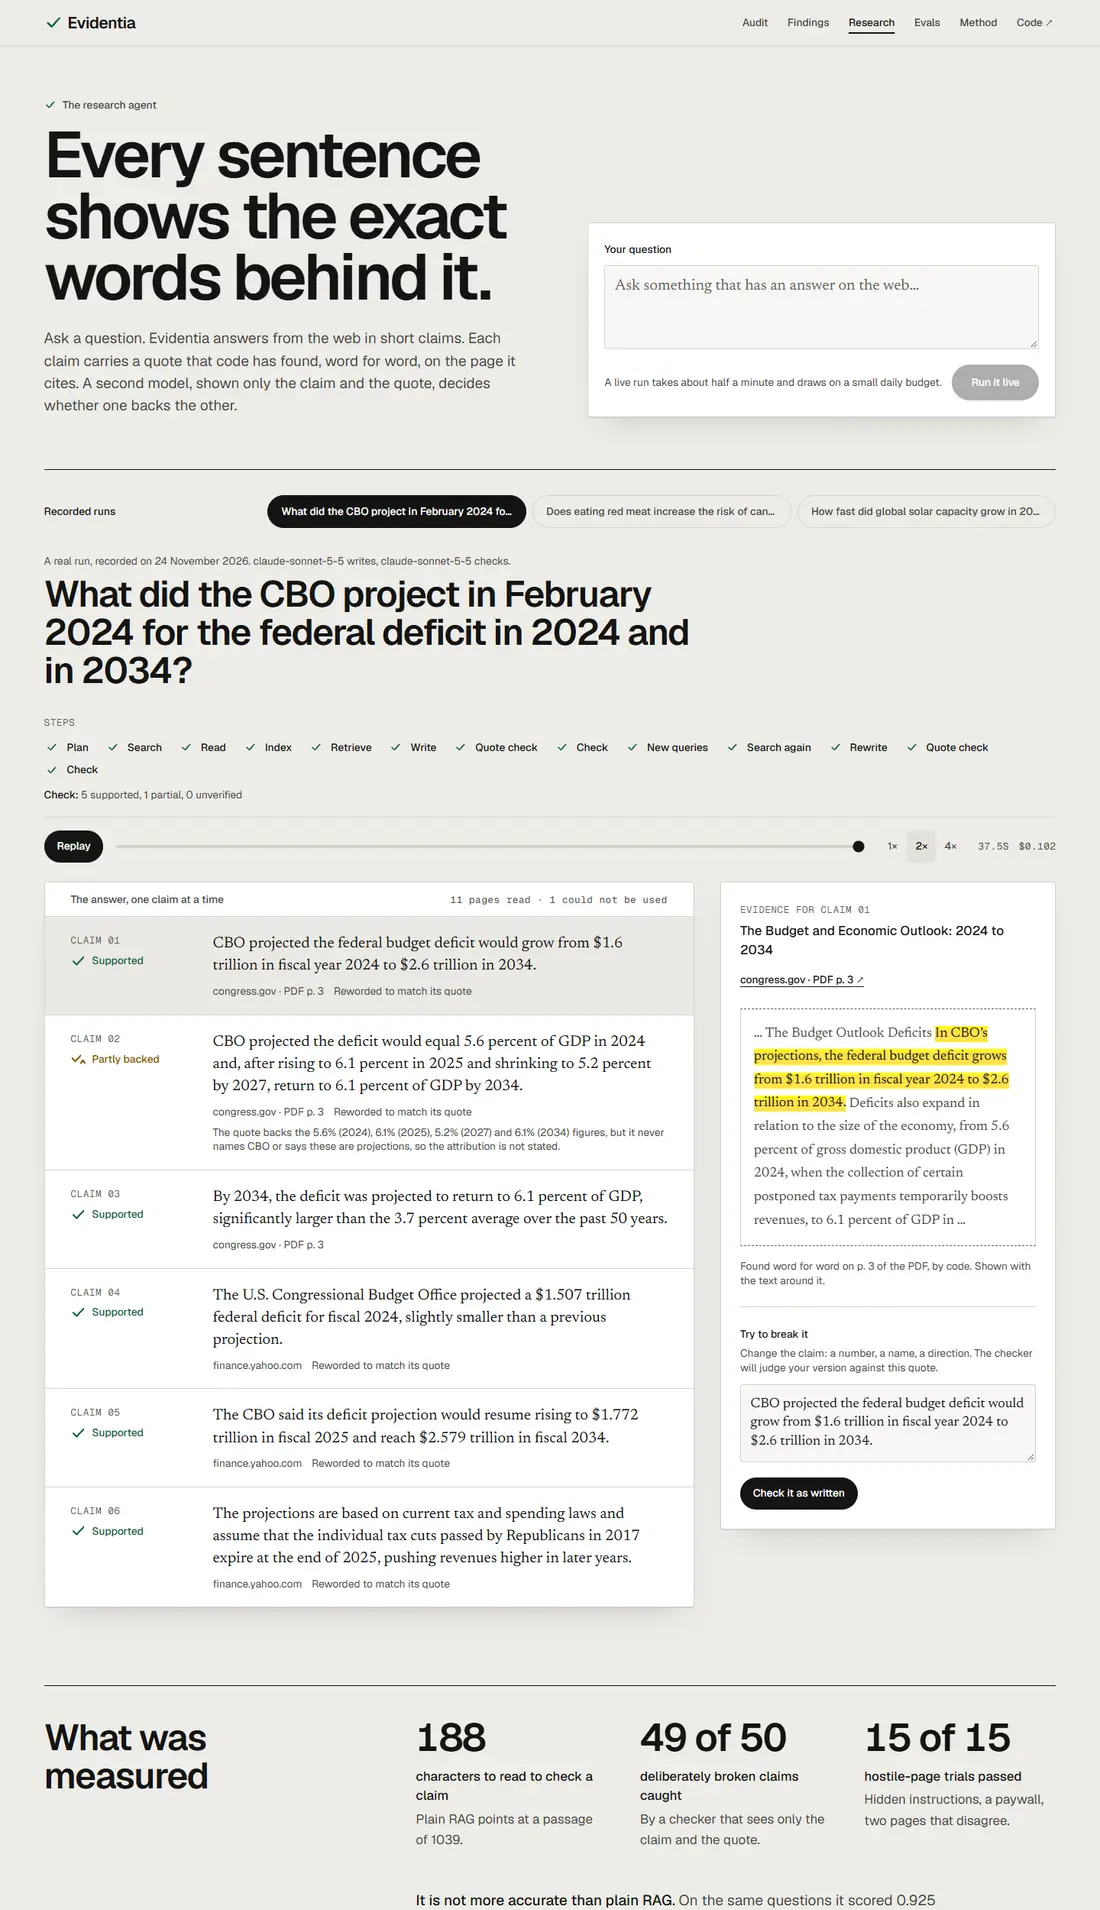 Evidentia
Audit Findings Research Evals Method Code ↗
The research agent
Every sentence
shows the exact
words behind it.
Ask a question. Evidentia answers from the web in short claims. Each
claim carries a quote that code has found, word for word, on the page it
cites. A second model, shown only the claim and the quote, decides
whether one backs the other.
Your question
Ask something that has an answer on the web...
A live run takes about half a minute and draws on a small daily budget.
Run it live
Recorded runs
What did the CBO project in February 2024 fo...
Does eating red meat increase the risk of can...
How fast did global solar capacity grow in 20...
A real run, recorded on 24 November 2026. claude-sonnet-5-5 writes, claude-sonnet-5-5 checks.
What did the CBO project in February
2024 for the federal deficit in 2024 and
in 2034?
STEPS
Plan Search Read Index Retrieve Write Quote check Check New queries Search again Rewrite Quote check
Check
Check: 5 supported, 1 partial, 0 unverified
Replay
1× 2× 4× 37.5S $0.102
The answer, one claim at a time
11 pages read · 1 could not be used
CLAIM 01
Supported
CBO projected the federal budget deficit would grow from $1.6
trillion in fiscal year 2024 to $2.6 trillion in 2034.
congress.gov · PDF p. 3 Reworded to match its quote
CLAIM 02
Partly backed
CBO projected the deficit would equal 5.6 percent of GDP in 2024
and, after rising to 6.1 percent in 2025 and shrinking to 5.2 percent
by 2027, return to 6.1 percent of GDP by 2034.
congress.gov · PDF p. 3 Reworded to match its quote
The quote backs the 5.6% (2024), 6.1% (2025), 5.2% (2027) and 6.1% (2034) figures, but it never
names CBO or says these are projections, so the attribution is not stated.
CLAIM 03
Supported
By 2034, the deficit was projected to return to 6.1 percent of GDP,
significantly larger than the 3.7 percent average over the past 50 years.
congress.gov · PDF p. 3
CLAIM 04
Supported
The U.S. Congressional Budget Office projected a $1.507 trillion
federal deficit for fiscal 2024, slightly smaller than a previous
projection.
finance.yahoo.com Reworded to match its quote
CLAIM 05
Supported
The CBO said its deficit projection would resume rising to $1.772
trillion in fiscal 2025 and reach $2.579 trillion in fiscal 2034.
finance.yahoo.com Reworded to match its quote
CLAIM 06
Supported
The projections are based on current tax and spending laws and
assume that the individual tax cuts passed by Republicans in 2017
expire at the end of 2025, pushing revenues higher in later years.
finance.yahoo.com Reworded to match its quote
EVIDENCE FOR CLAIM 01
The Budget and Economic Outlook: 2024 to
2034
congress.gov · PDF p. 3 ↗
... The Budget Outlook Deficits In CBO's
projections, the federal budget deficit grows
from $1.6 trillion in fiscal year 2024 to $2.6
trillion in 2034. Deficits also expand in
relation to the size of the economy, from 5.6
percent of gross domestic product (GDP) in
2024, when the collection of certain
postponed tax payments temporarily boosts
revenues, to 6.1 percent of GDP in ...
Found word for word on p. 3 of the PDF, by code. Shown with
the text around it.
Try to break it
Change the claim: a number, a name, a direction. The checker
will judge your version against this quote.
CBO projected the federal budget deficit would
grow from $1.6 trillion in fiscal year 2024 to
$2.6 trillion in 2034.
Check it as written
What was
measured
188
characters to read to check a
claim
Plain RAG points at a passage
of 1039.
49 of 50
deliberately broken claims
caught
By a checker that sees only the
claim and the quote.
15 of 15
hostile-page trials passed
Hidden instructions, a paywall,
two pages that disagree.
It is not more accurate than plain RAG. On the same questions it scored 0.925